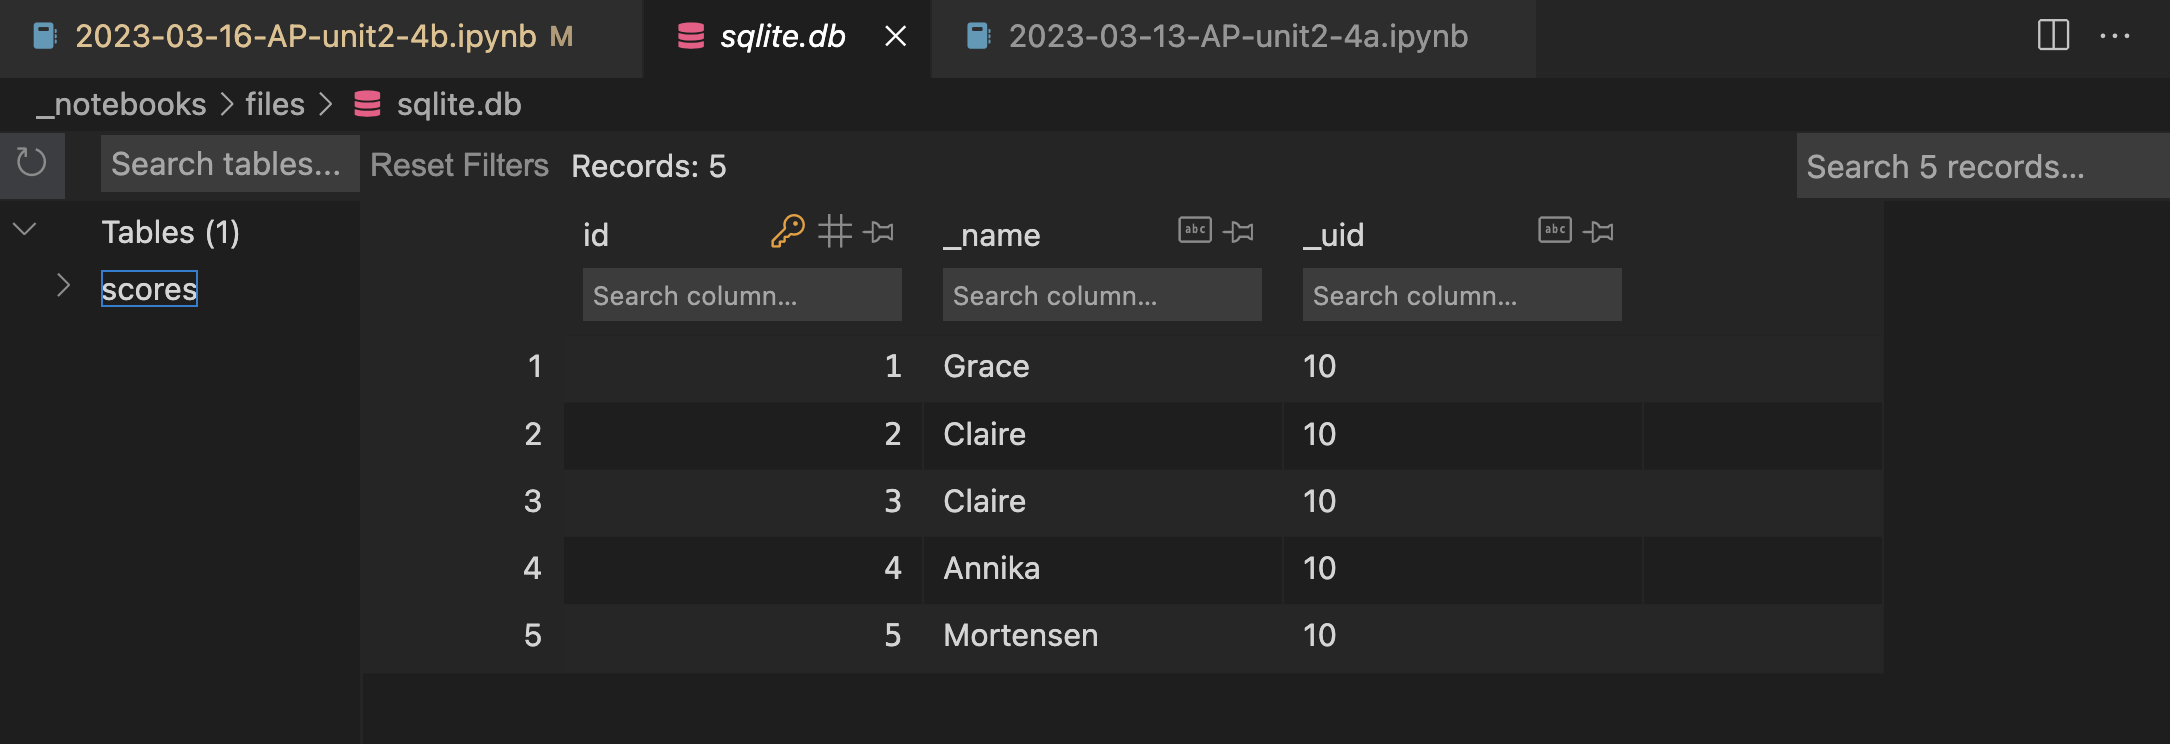 2023-03-16-AP-unit2-4b.ipynb M sqlite.db 2023-03-13-AP-unit2-4a.ipynb
_notebooks > files > sqlite.db
Search tables... Reset Filters Records: 5 Search 5 records...
Tables (1)
scores
id _name _uid
abc abc
Search column... Search column... Search column...
1 1 Grace 10
2 2 Claire 10
3 3 Claire 10
4 4 Annika 10
5 5 Mortensen 10